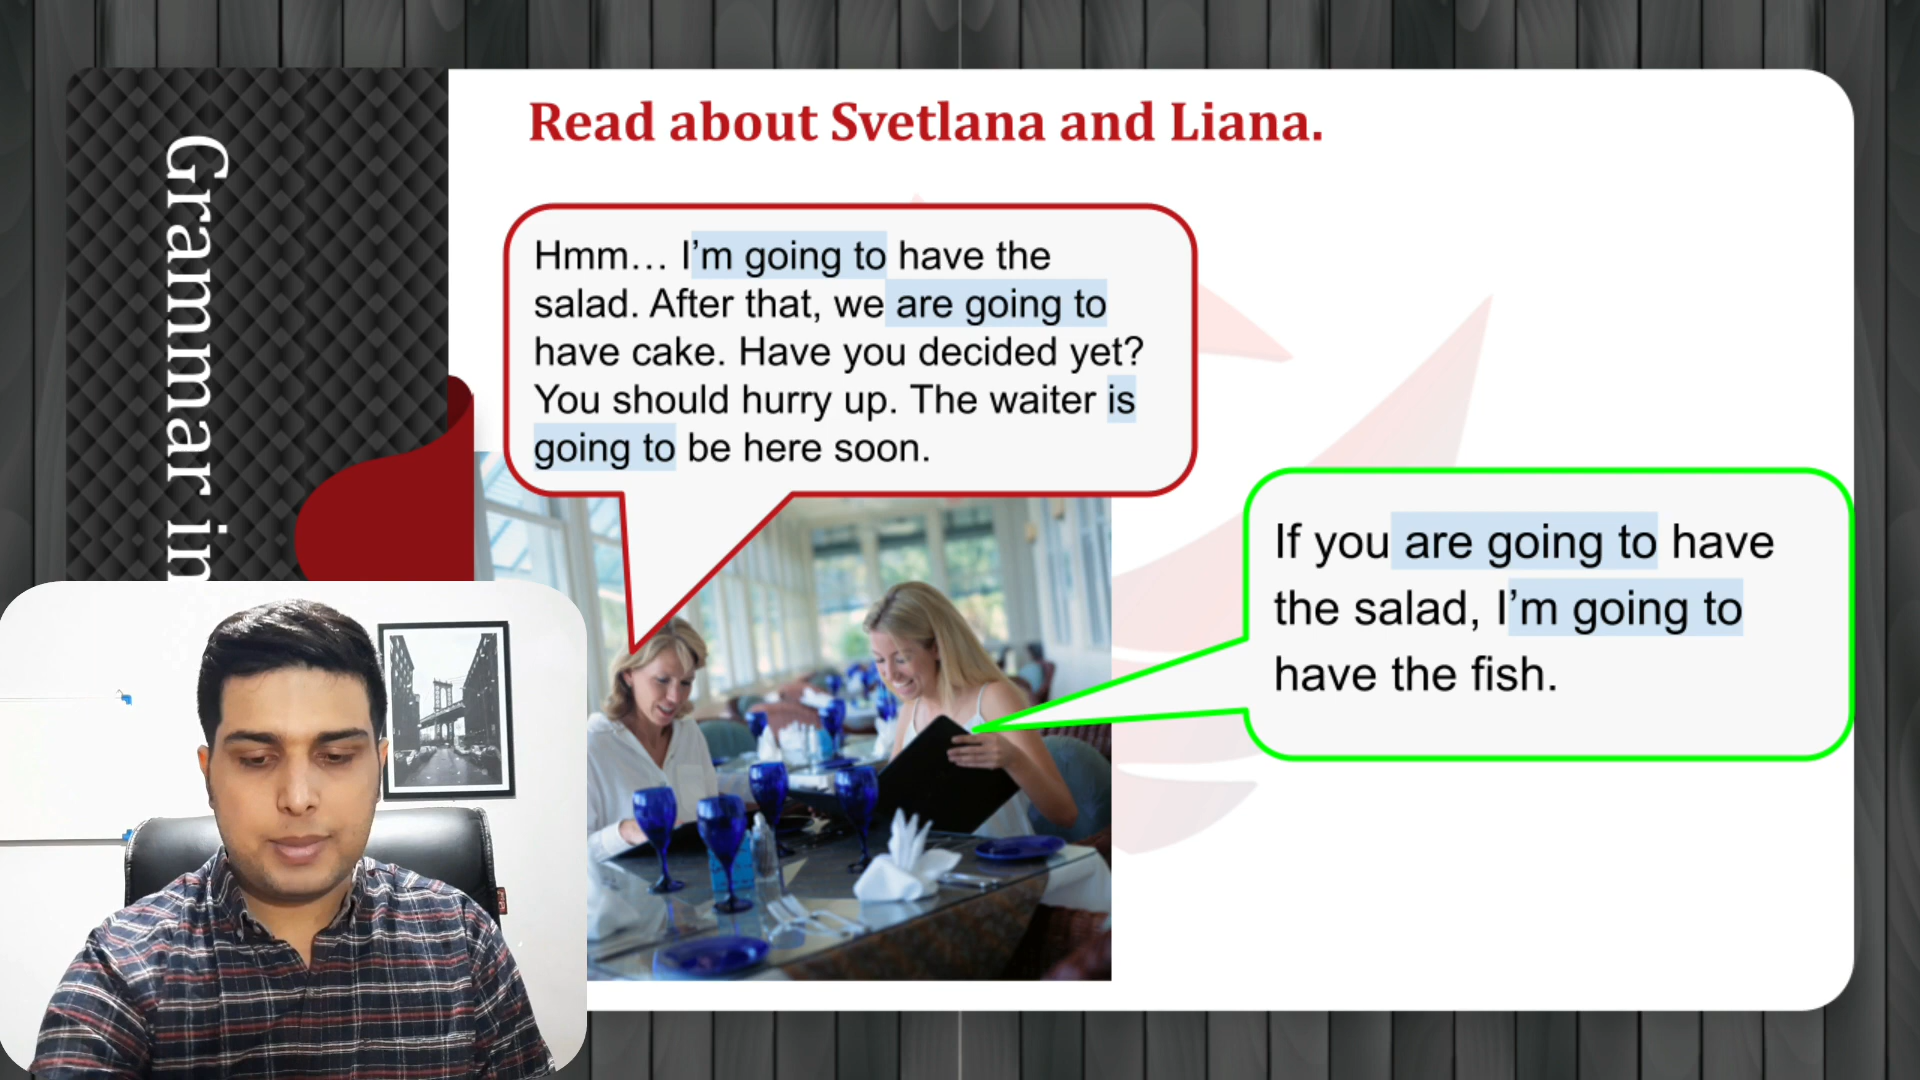 Read about Svetlana and Liana.
Grammar in
Hmm… I’m going to have the
salad. After that, we are going to
have cake. Have you decided yet?
You should hurry up. The waiter is
going to be here soon.
If you are going to have
the salad, I’m going to
have the fish.